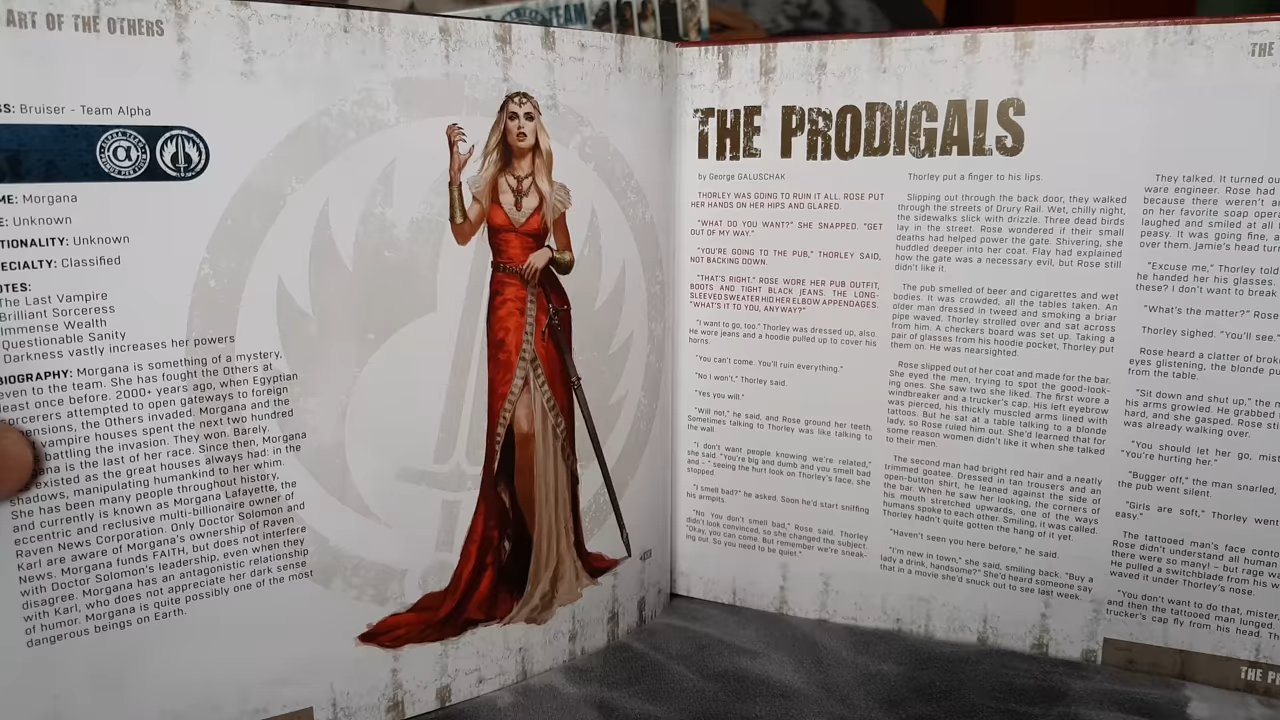 ART OF THE OTHERS
SS: Bruiser - Team Alpha
ME: Morgana
E: Unknown
TIONALITY: Unknown
ECIALTY: Classified
OTES:
The Last Vampire
Brilliant Sorceress
Immense Wealth
Questionable Sanity
Darkness vastly increases her powers
BIOGRAPHY: Morgana is something of a mystery,
even to the team. She has fought the Others at
least once before. 2000+ years ago, when Egyptian
sorcerers attempted to open gateways to foreign
ensions, the Others invaded. Morgana and the
vampire houses spent the next two hundred
battling the invasion. They won. Barely.
gana is the last of her race. Since then, Morgana
existed as the great houses always had: in the
shadows, manipulating humankind to her whim.
She has been many people throughout history,
and currently is known as Morgana Lafayette, the
eccentric and reclusive multi-billionaire owner of
Raven News Corporation. Only Doctor Solomon and
Karl are aware of Morgana's ownership of Raven
News. Morgana funds FAITH, but does not interfere
with Doctor Solomon's leadership, even when they
disagree. Morgana has an antagonistic relationship
with Karl, who does not appreciate her dark sense
of humor. Morgana is quite possibly one of the most
dangerous beings on Earth.
TEAM
THE
THE PRODIGALS
by George GALUSCHAK
THORLEY WAS GOING TO RUIN IT ALL. ROSE PUT
HER HANDS ON HER HIPS AND GLARED.
"WHAT DO YOU WANT?" SHE SNAPPED. "GET
OUT OF MY WAY."
"YOU'RE GOING TO THE PUB," THORLEY SAID,
NOT BACKING DOWN.
"THAT'S RIGHT." ROSE WORE HER PUB OUTFIT,
BOOTS AND TIGHT BLACK JEANS. THE LONG-
SLEEVED SWEATER HID HER ELBOW APPENDAGES.
"WHAT'S IT TO YOU, ANYWAY?"
"I want to go, too." Thorley was dressed up, also.
He wore jeans and a hoodie pulled up to cover his
horns.
"You can't come. You'll ruin everything."
"No I won't," Thorley said.
"Yes you will."
"Will not," he said, and Rose ground her teeth.
Sometimes talking to Thorley was like talking to
the wall.
"I don't want people knowing we're related,"
she said. "You're big and dumb and you smell bad
and – " seeing the hurt look on Thorley's face, she
stopped.
"I smell bad?" he asked. Soon he'd start sniffing
his armpits.
"No. You don't smell bad," Rose said. Thorley
didn't look convinced, so she changed the subject.
"Okay, you can come. But remember we're sneak-
ing out. So you need to be quiet."
Thorley put a finger to his lips.
Slipping out through the back door, they walked
through the streets of Drury Rail. Wet, chilly night,
the sidewalks slick with drizzle. Three dead birds
lay in the street. Rose wondered if their small
deaths had helped power the gate. Shivering, she
huddled deeper into her coat. Flay had explained
how the gate was a necessary evil, but Rose still
didn't like it.
The pub smelled of beer and cigarettes and wet
bodies. It was crowded, all the tables taken. An
older man dressed in tweed and smoking a briar
pipe waved. Thorley strolled over and sat across
from him. A checkers board was set up. Taking a
pair of glasses from his hoodie pocket, Thorley put
them on. He was nearsighted.
Rose slipped out of her coat and made for the bar.
She eyed the men, trying to spot the good-look-
ing ones. She saw two she liked. The first wore a
windbreaker and a trucker's cap. His left eyebrow
was pierced, his thickly muscled arms lined with
tattoos. But he sat at a table talking to a blonde
lady, so Rose ruled him out. She'd learned that for
some reason women didn't like it when she talked
to their men.
The second man had bright red hair and a neatly
trimmed goatee. Dressed in tan trousers and an
open-button shirt, he leaned against the side of
the bar. When he saw her looking, the corners of
his mouth stretched upwards, one of the ways
humans spoke to each other. Smiling, it was called.
Thorley hadn't quite gotten the hang of it yet.
"Haven't seen you here before," he said.
"I'm new in town," she said, smiling back. "Buy a
lady a drink, handsome?" She'd heard someone say
that in a movie she'd snuck out to see last week.
They talked. It turned ou
ware engineer. Rose had
because there weren't a
on her favorite soap oper
laughed and smiled at all t
peasy. It was going fine, a
over them. Jamie's head turn
"Excuse me," Thorley told
he handed her his glasses.
these? I don't want to break
"What's the matter?" Rose
Thorley sighed. "You'll see."
Rose heard a clatter of brok
eyes glistening, the blonde pu
from the table.
"Sit down and shut up," the m
his arms growled. He grabbed
hard, and she gasped. Rose sti
was already walking over.
"You should let her go, mist
"You're hurting her."
"Bugger off," the man snarled,
the pub went silent.
"Girls are soft," Thorley went
easy."
The tattooed man's face conto
Rose didn't understand all human
there were so many! – but rage wa
He pulled a switchblade from his w
waved it under Thorley's nose.
"You don't want to do that, mister,
and then the tattooed man lunged.
trucker's cap fly from his head. Th
THE PR